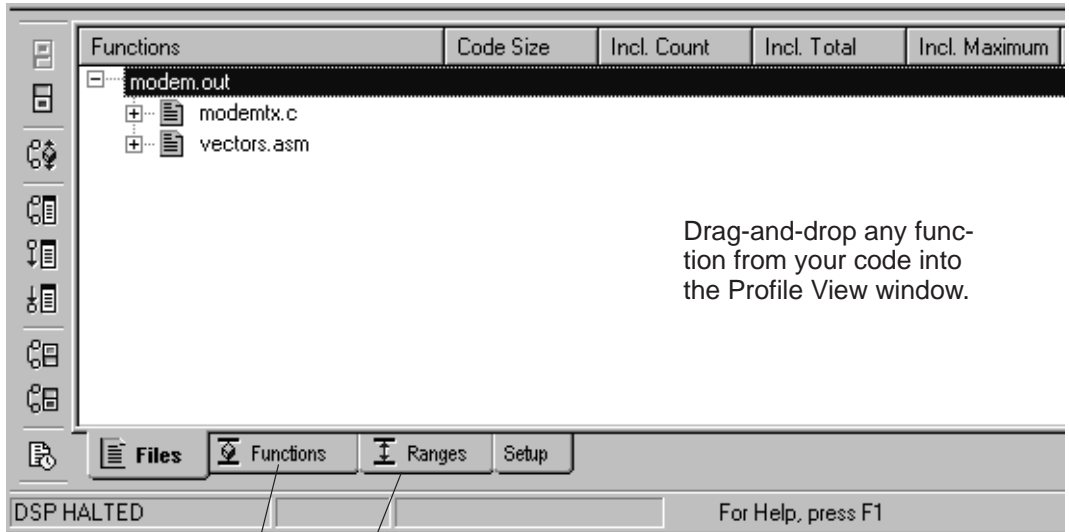 Functions Code Size Incl. Count Incl. Total Incl. Maximum
modem.out
modemtx.c
vectors.asm
Drag-and-drop any func-
tion from your code into
the Profile View window.
Files Functions Ranges Setup
DSP HALTED For Help, press F1